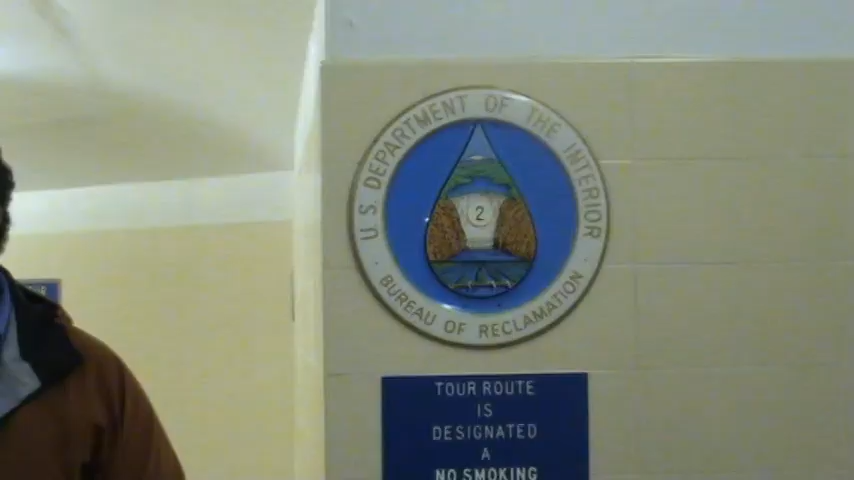 U.S. DEPARTMENT OF THE INTERIOR
2
· BUREAU OF RECLAMATION ·
TOUR ROUTE
IS
DESIGNATED
A
NO SMOKING